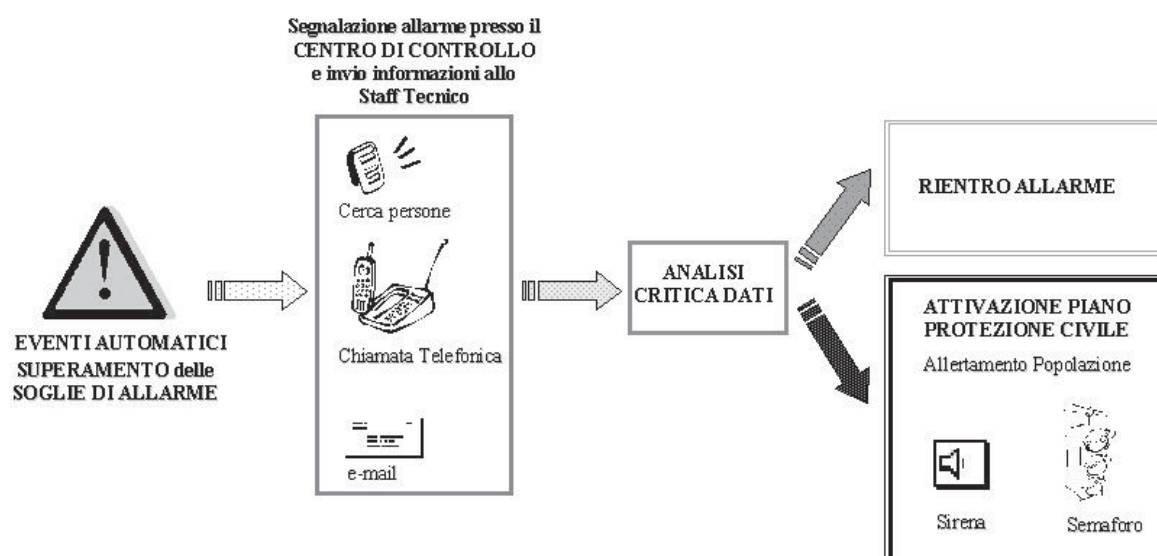 Segnalazione allarme presso il
CENTRO DI CONTROLLO
e invio informazioni allo
Staff Tecnico
EVENTI AUTOMATICI
SUPERAMENTO delle
SOGLIE DI ALLARME
Cerca persone
Chiamata Telefonica
e-mail
ANALISI
CRITICA DATI
RIENTRO ALLARME
ATTIVAZIONE PIANO
PROTEZIONE CIVILE
Allertamento Popolazione
Sirena
Semaforo